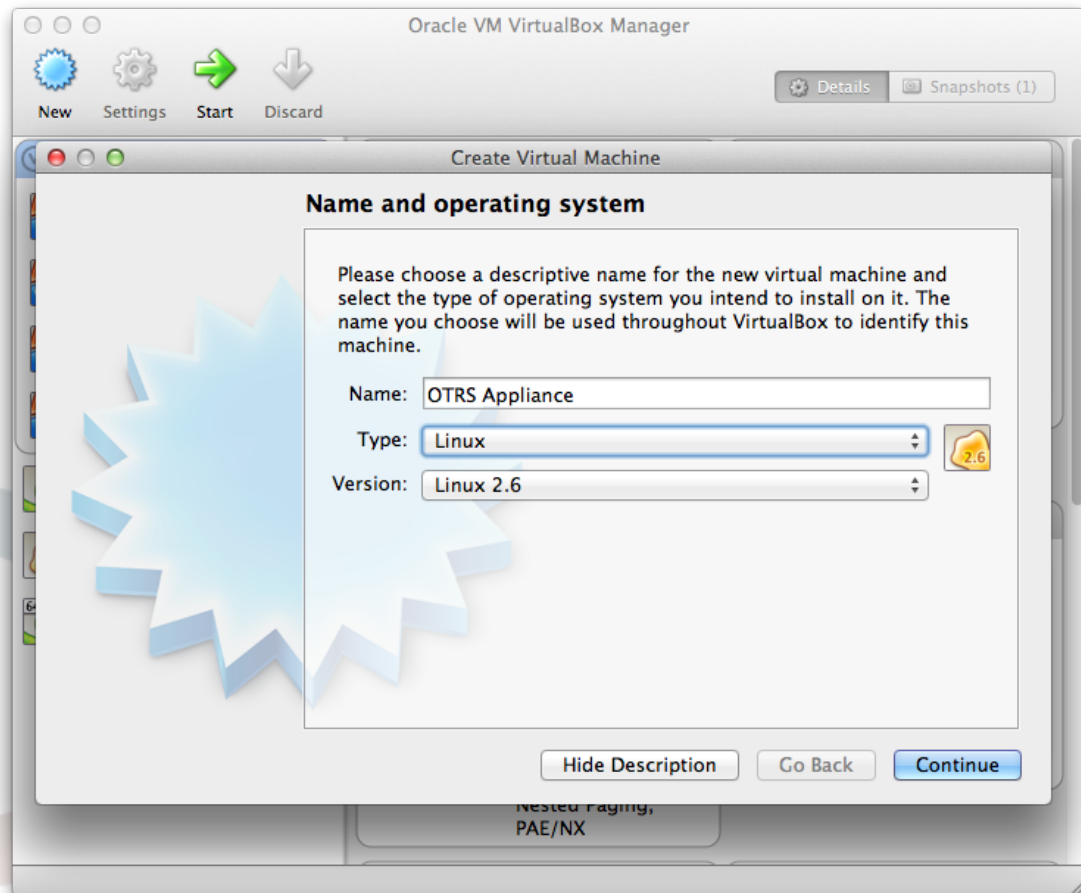 Oracle VM VirtualBox Manager
New
Settings
Start
Discard
Details
Snapshots (1)
Create Virtual Machine
Name and operating system
Please choose a descriptive name for the new virtual machine and
select the type of operating system you intend to install on it. The
name you choose will be used throughout VirtualBox to identify this
machine.
Name: OTRS Appliance
Type: Linux
2.6
Version: Linux 2.6
Hide Description
Go Back
Continue
Nested Paging,
PAE/NX